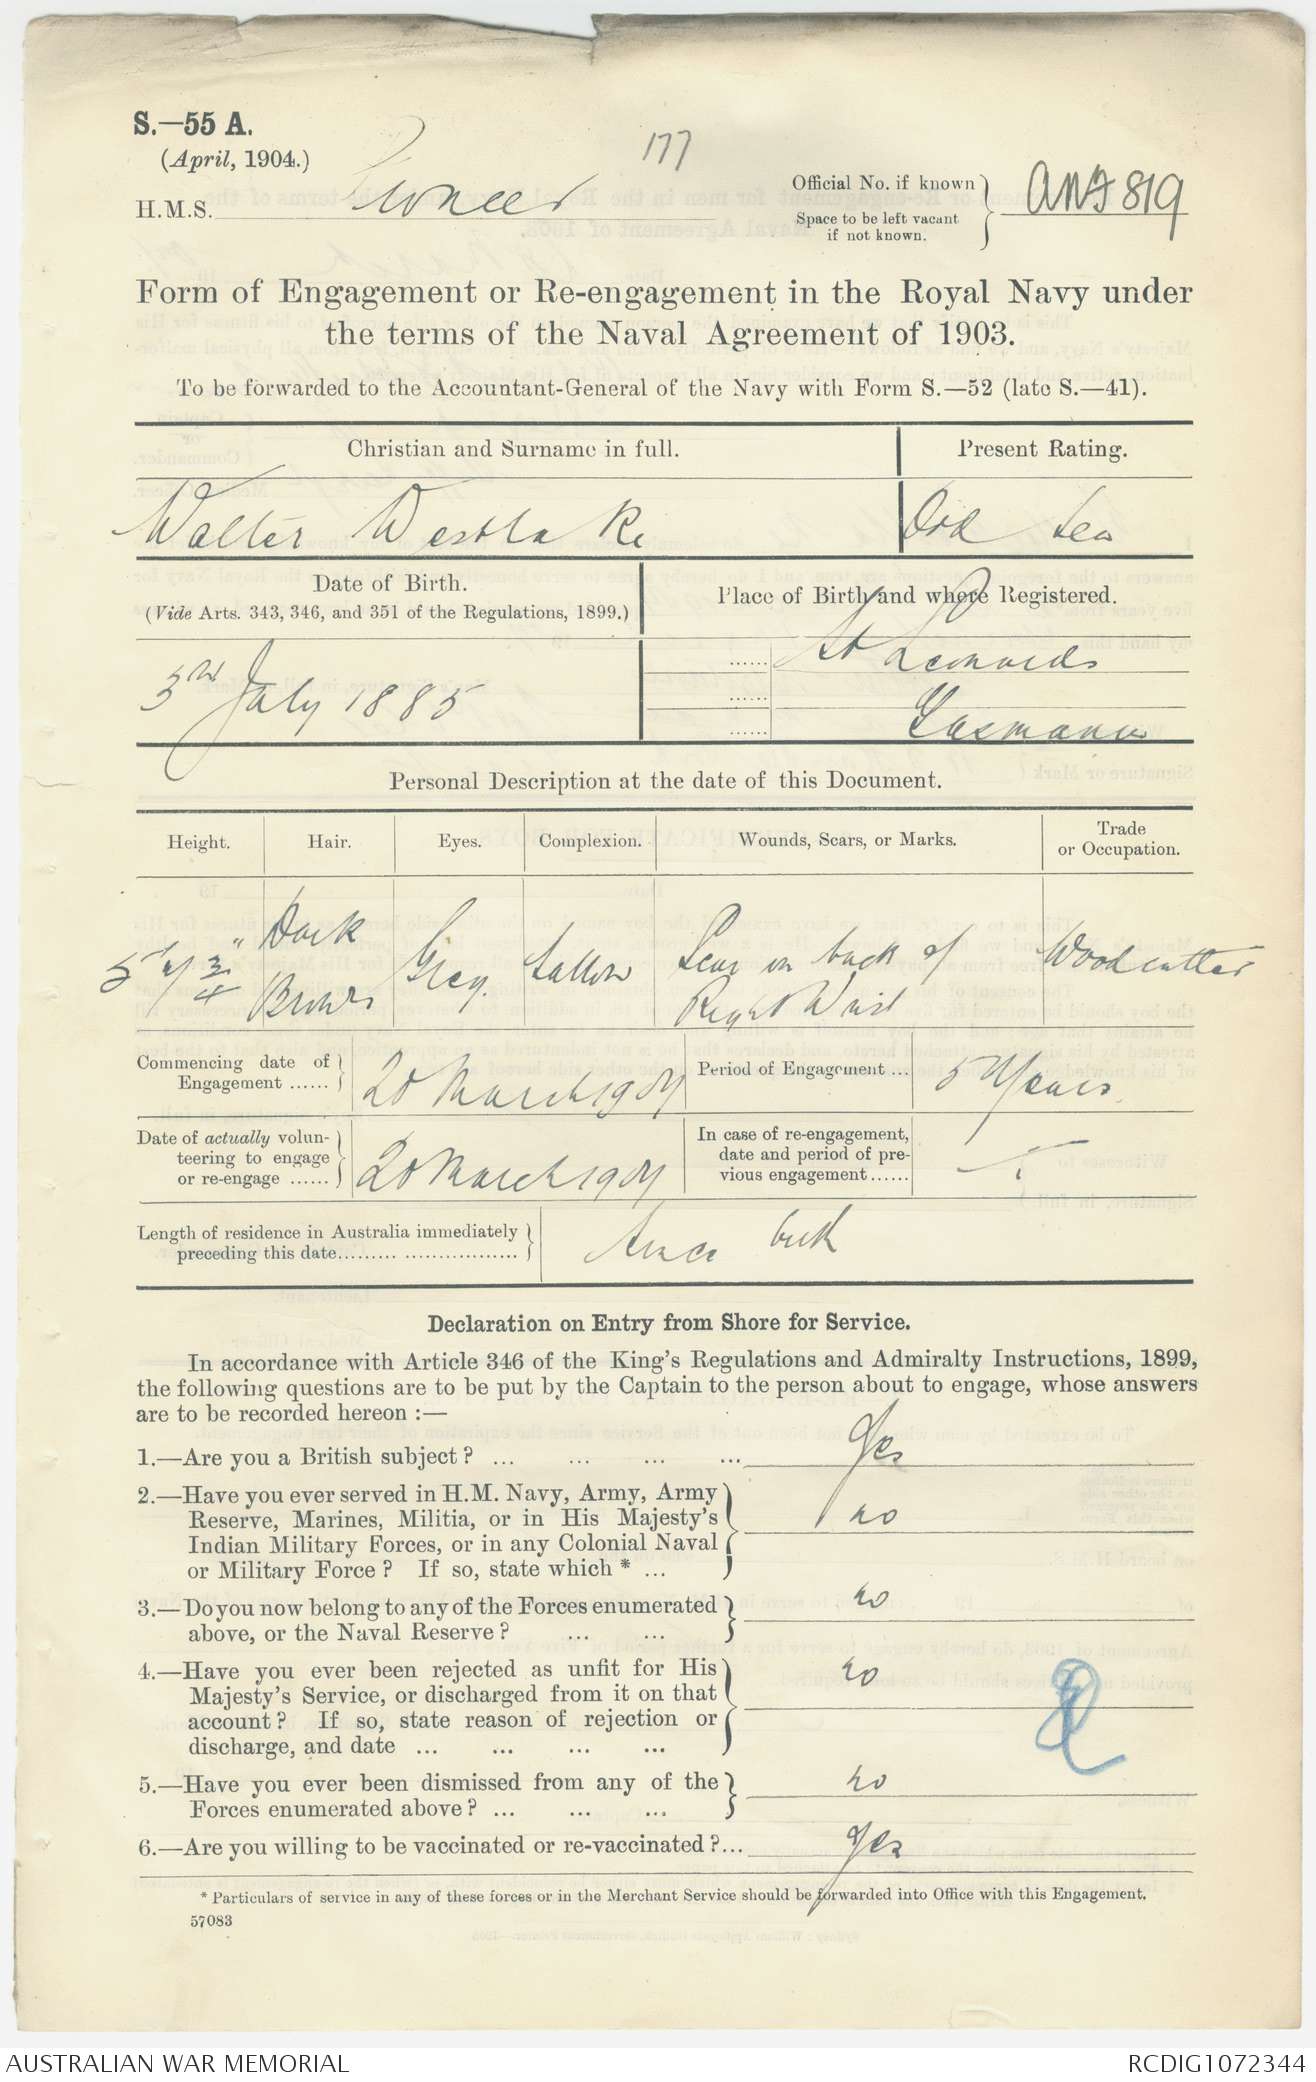 S.—55 A.
(April, 1904.)
177
H.M.S. Pioneer
Official No. if known
Space to be left vacant
if not known.
ANF 819
Form of Engagement or Re-engagement in the Royal Navy under
the terms of the Naval Agreement of 1903.
To be forwarded to the Accountant-General of the Navy with Form S.—52 (late S.—41).
Christian and Surname in full.
Present Rating.
Walter Westlake
Ord Sea
Date of Birth.
(Vide Arts. 343, 346, and 351 of the Regulations, 1899.)
Place of Birth and where Registered.
July 1885
St Leonards
Tasmania
Personal Description at the date of this Document.
Height.
Hair.
Eyes.
Complexion.
Wounds, Scars, or Marks.
Trade
or Occupation.
Dark
Brown
Grey
Sallow
Scar on back of
Right Wrist
Woodcutter
Commencing date of
Engagement ......
20 March 1907
Period of Engagement ...
5 Years
Date of actually volun-
teering to engage
or re-engage ......
20 March 1907
In case of re-engagement,
date and period of pre-
vious engagement......
Length of residence in Australia immediately
preceding this date......... ..................
Since birth
Declaration on Entry from Shore for Service.
In accordance with Article 346 of the King's Regulations and Admiralty Instructions, 1899,
the following questions are to be put by the Captain to the person about to engage, whose answers
are to be recorded hereon :—
1.—Are you a British subject ? ... ... ... ...
Yes
2.—Have you ever served in H.M. Navy, Army, Army
Reserve, Marines, Militia, or in His Majesty's
Indian Military Forces, or in any Colonial Naval
or Military Force ? If so, state which * ...
no
3.—Do you now belong to any of the Forces enumerated
above, or the Naval Reserve ? ... ...
no
4.—Have you ever been rejected as unfit for His
Majesty's Service, or discharged from it on that
account ? If so, state reason of rejection or
discharge, and date ... ... ... ...
no
5.—Have you ever been dismissed from any of the
Forces enumerated above ? ... ... ...
no
6.—Are you willing to be vaccinated or re-vaccinated ?...
yes
* Particulars of service in any of these forces or in the Merchant Service should be forwarded into Office with this Engagement.
57083
AUSTRALIAN WAR MEMORIAL
RCDIG1072344